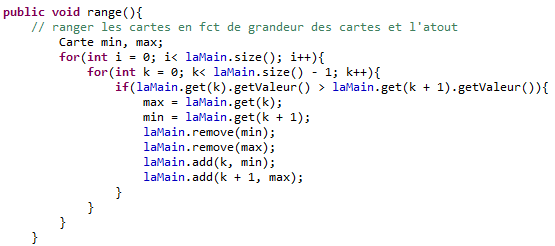 public void range(){
    // ranger les cartes en fct de grandeur des cartes et l'atout
        Carte min, max;
        for(int i = 0; i< laMain.size(); i++){
            for(int k = 0; k< laMain.size() - 1; k++){
                if(laMain.get(k).getValeur() > laMain.get(k + 1).getValeur()){
                    max = laMain.get(k);
                    min = laMain.get(k + 1);
                    laMain.remove(min);
                    laMain.remove(max);
                    laMain.add(k, min);
                    laMain.add(k + 1, max);
                }
            }
        }
    }